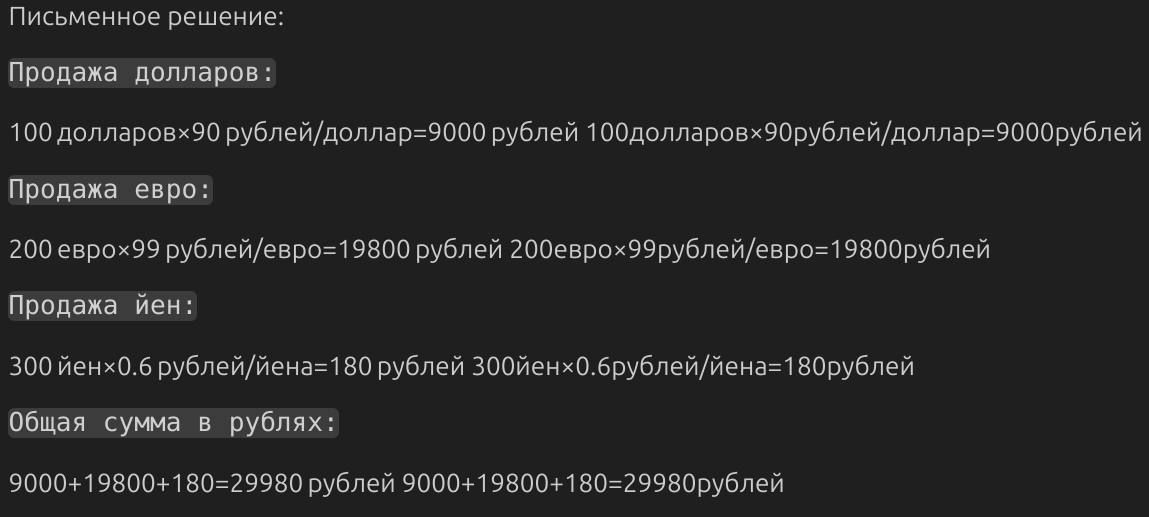 Письменное решение:
Продажа долларов:
100 долларов×90 рублей/доллар=9000 рублей 100долларов×90рублей/доллар=9000рублей
Продажа евро:
200 евро×99 рублей/евро=19800 рублей 200евро×99рублей/евро=19800рублей
Продажа йен:
300 йен×0.6 рублей/йена=180 рублей 300йен×0.6рублей/йена=180рублей
Общая сумма в рублях:
9000+19800+180=29980 рублей 9000+19800+180=29980рублей